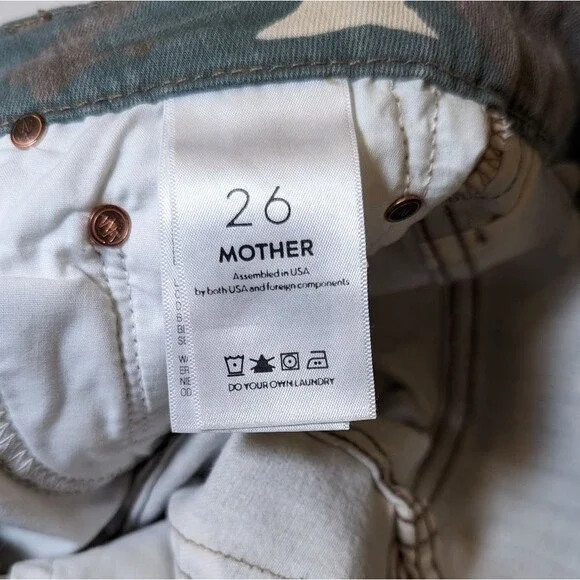 26
MOTHER
Assembled in USA
by both USA and foreign components
DO YOUR OWN LAUNDRY